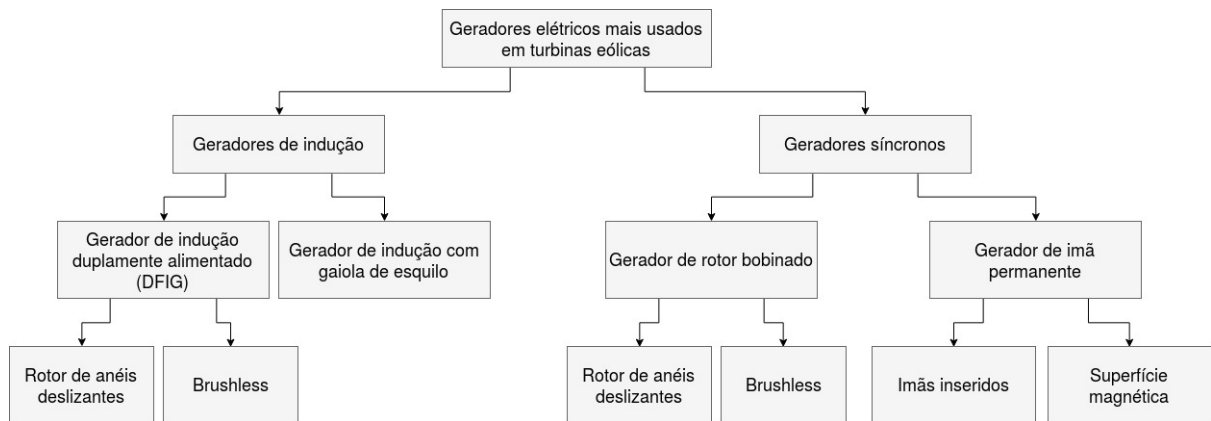 Geradores elétricos mais usados
em turbinas eólicas
Geradores de indução
Geradores síncronos
Gerador de indução
duplamente alimentado
(DFIG)
Gerador de indução com
gaiola de esquilo
Gerador de rotor bobinado
Gerador de imã
permanente
Rotor de anéis
deslizantes
Brushless
Rotor de anéis
deslizantes
Brushless
Imãs inseridos
Superfície
magnética